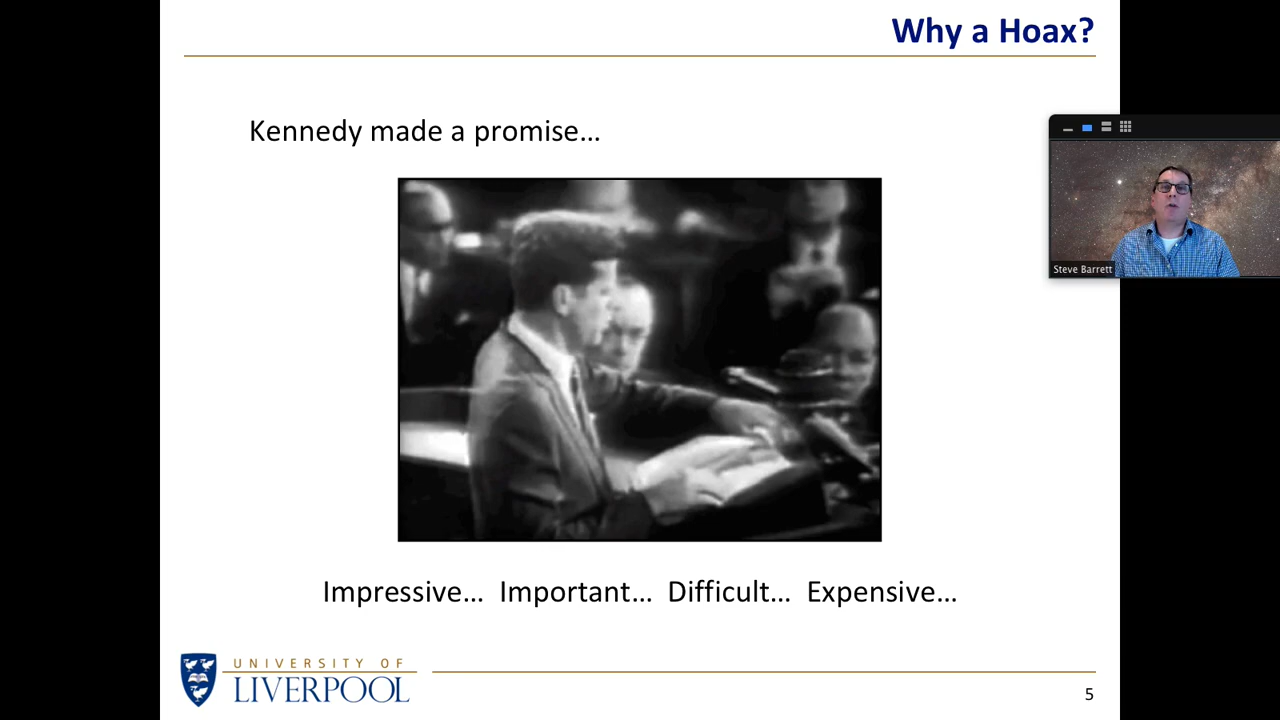 Why a Hoax?
Kennedy made a promise...
Steve Barrett
Impressive... Important... Difficult... Expensive...
UNIVERSITY OF
LIVERPOOL
5